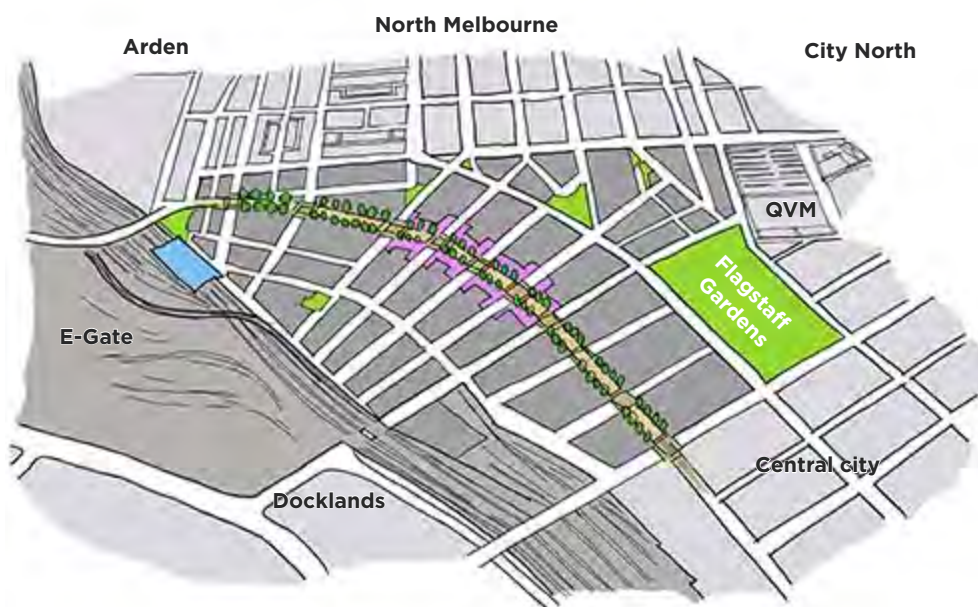 North Melbourne
Arden
City North
QVM
Flagstaff
Gardens
E-Gate
Central city
Docklands